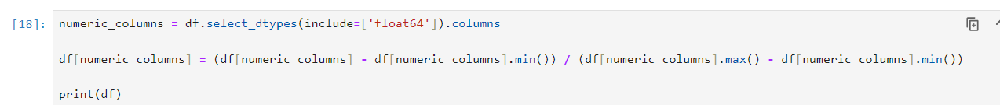 [18]: numeric_columns = df.select_dtypes(include=['float64']).columns
df[numeric_columns] = (df[numeric_columns] - df[numeric_columns].min()) / (df[numeric_columns].max() - df[numeric_columns].min())
print(df)